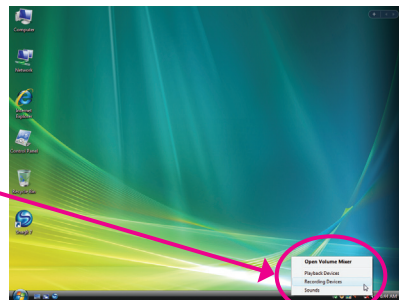 Computer
Network
Internet
Explorer
Control Panel
Recycle Bin
Open Volume Mixer
Playback Devices
Recording Devices
Sounds